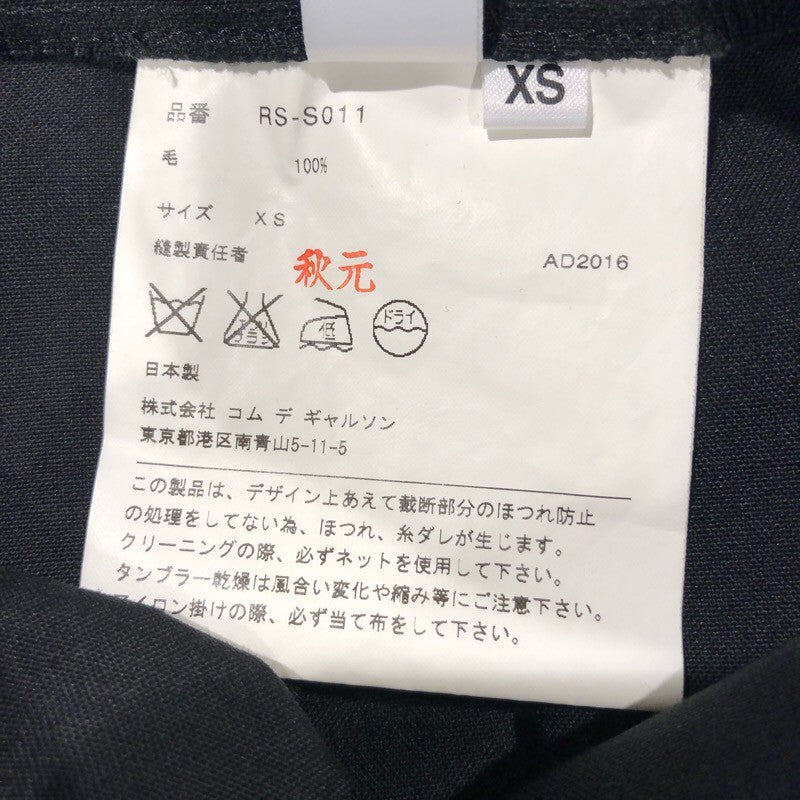 XS
品番 RS-S011
毛 100%
サイズ XS
縫製責任者 秋元 AD2016
低 ドライ
日本製
株式会社 コム デ ギャルソン
東京都港区南青山5-11-5
この製品は、デザイン上あえて裁断部分のほつれ防止
の処理をしてない為、ほつれ、糸ダレが生じます。
クリーニングの際、必ずネットを使用して下さい。
タンブラー乾燥は風合い変化や縮み等にご注意下さい。
アイロン掛けの際、必ず当て布をして下さい。